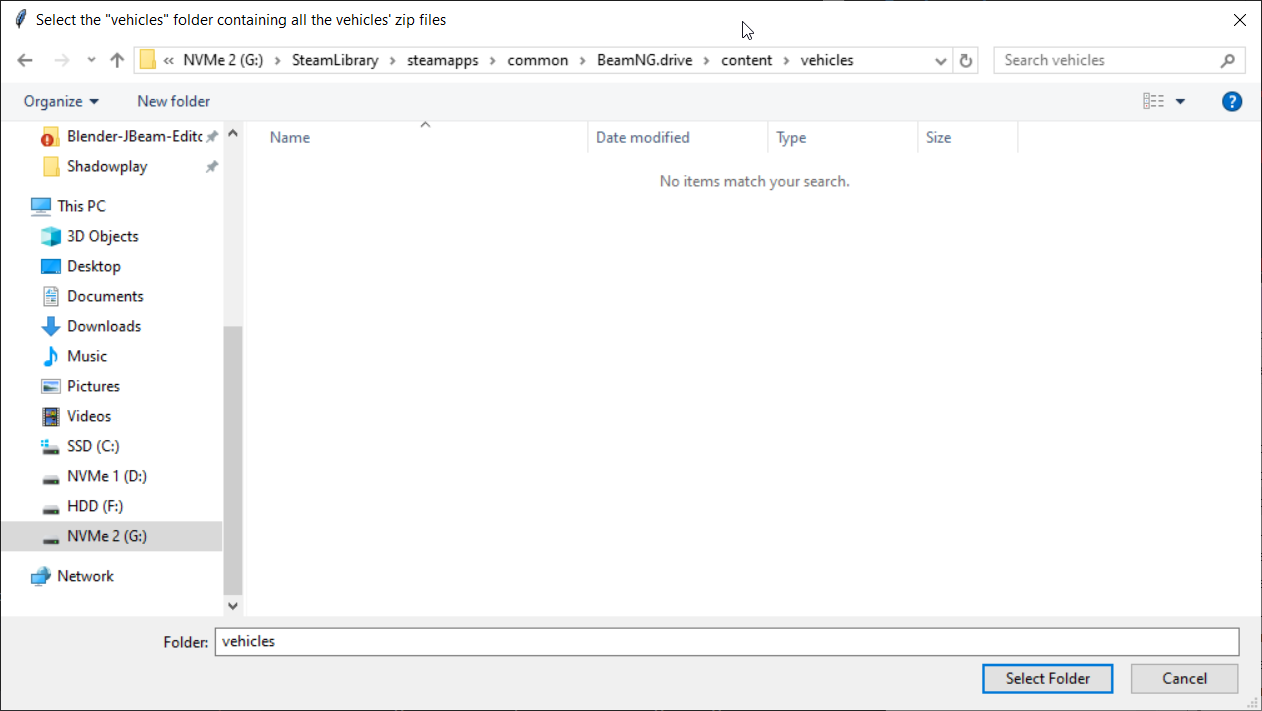 Select the "vehicles" folder containing all the vehicles' zip files
« NVMe 2 (G:) › SteamLibrary › steamapps › common › BeamNG.drive › content › vehicles
Search vehicles
Organize
New folder
?
Name
Date modified
Type
Size
No items match your search.
Blender-JBeam-Edito
Shadowplay
This PC
3D Objects
Desktop
Documents
Downloads
Music
Pictures
Videos
SSD (C:)
NVMe 1 (D:)
HDD (F:)
NVMe 2 (G:)
Network
Folder: vehicles
Select Folder
Cancel